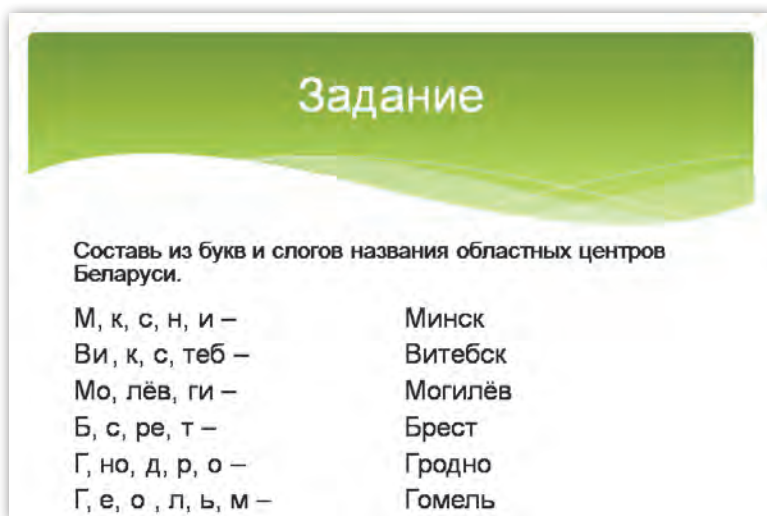 Задание
Составь из букв и слогов названия областных центров
Беларуси.
М, к, с, н, и – Минск
Ви, к, с, теб – Витебск
Мо, лёв, ги – Могилёв
Б, с, ре, т – Брест
Г, но, д, р, о – Гродно
Г, е, о , л, ь, м – Гомель